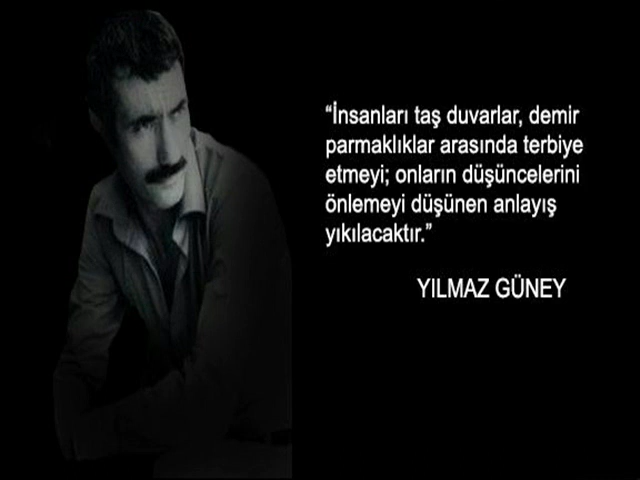 “İnsanları taş duvarlar, demir
parmaklıklar arasında terbiye
etmeyi; onların düşüncelerini
önlemeyi düşünen anlayış
yıkılacaktır.”
YILMAZ GÜNEY